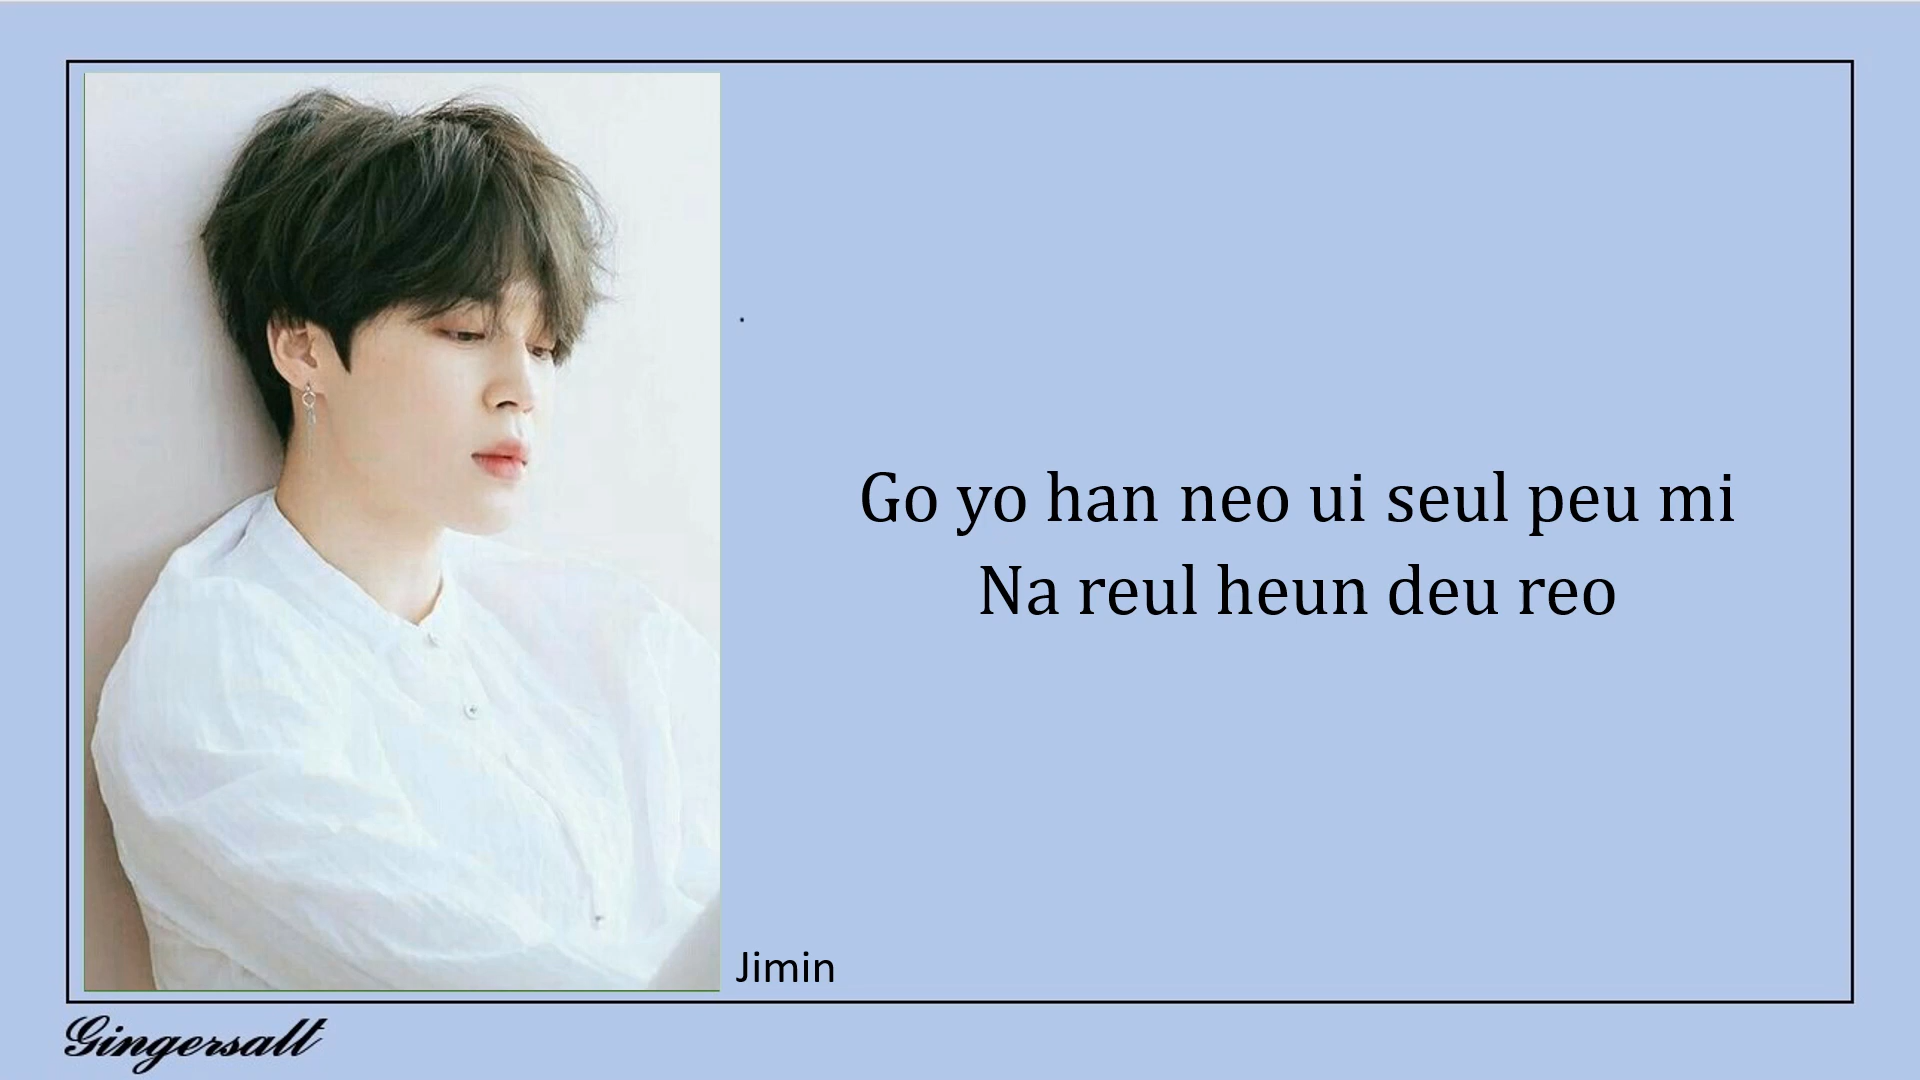 Go yo han neo ui seul peu mi
Na reul heun deu reo
Jimin
Gingersalt